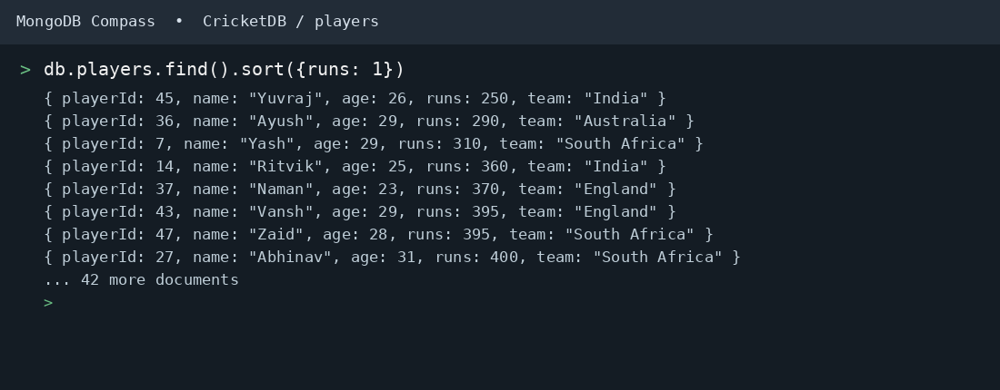 MongoDB Compass • CricketDB / players
> db.players.find().sort({runs: 1})
{ playerId: 45, name: "Yuvraj", age: 26, runs: 250, team: "India" }
{ playerId: 36, name: "Ayush", age: 29, runs: 290, team: "Australia" }
{ playerId: 7, name: "Yash", age: 29, runs: 310, team: "South Africa" }
{ playerId: 14, name: "Ritvik", age: 25, runs: 360, team: "India" }
{ playerId: 37, name: "Naman", age: 23, runs: 370, team: "England" }
{ playerId: 43, name: "Vansh", age: 29, runs: 395, team: "England" }
{ playerId: 47, name: "Zaid", age: 28, runs: 395, team: "South Africa" }
{ playerId: 27, name: "Abhinav", age: 31, runs: 400, team: "South Africa" }
... 42 more documents
>